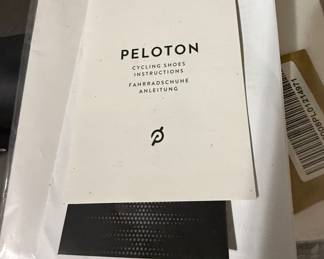 PELOTON
CYCLING SHOES
INSTRUCTIONS
FAHRRADSCHUHE
ANLEITUNG